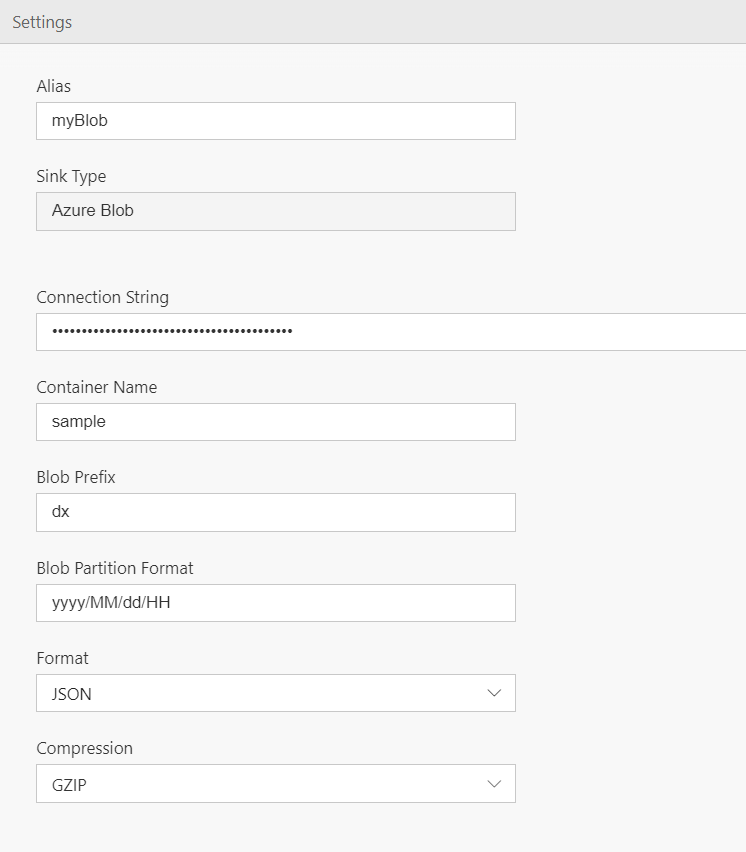 Settings
Alias
myBlob
Sink Type
Azure Blob
Connection String
•••••••••••••••••••••••••••••••••••••••••
Container Name
sample
Blob Prefix
dx
Blob Partition Format
yyyy/MM/dd/HH
Format
JSON
Compression
GZIP